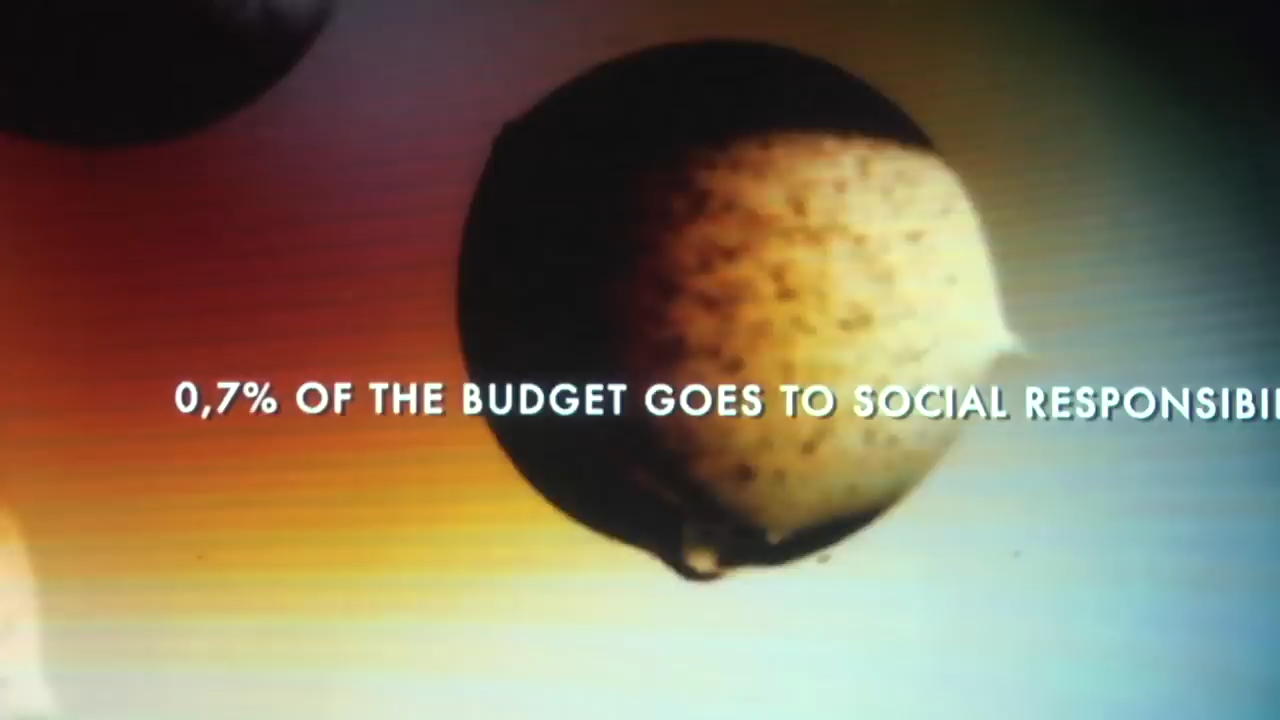 0,7% OF THE BUDGET GOES TO SOCIAL RESPONSIBI